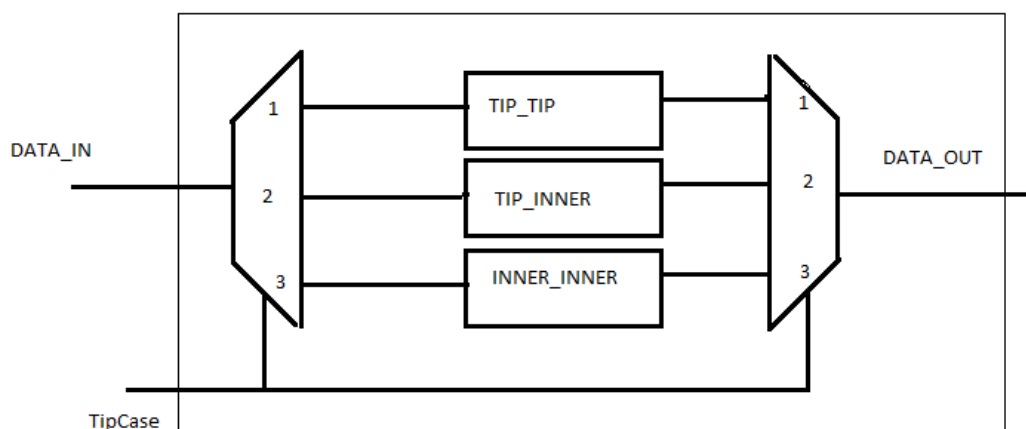 1
TIP_TIP
1
DATA_IN
DATA_OUT
2
TIP_INNER
2
3
INNER_INNER
3
TipCase